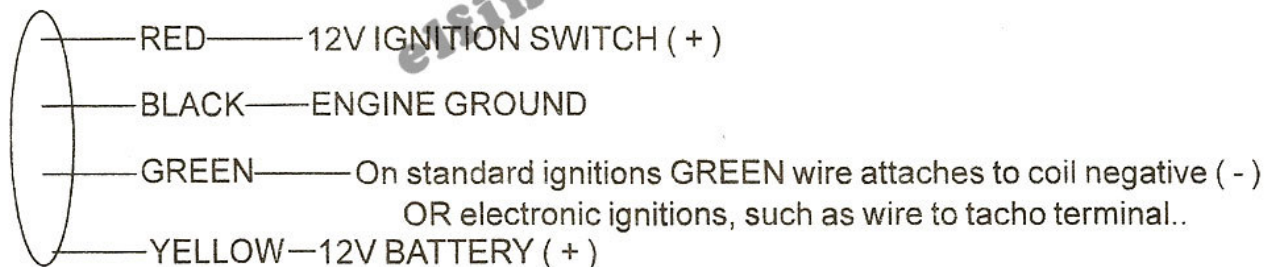 RED 12V IGNITION SWITCH ( + )
BLACK ENGINE GROUND
GREEN On standard ignitions GREEN wire attaches to coil negative ( - )
OR electronic ignitions, such as wire to tacho terminal..
YELLOW 12V BATTERY ( + )